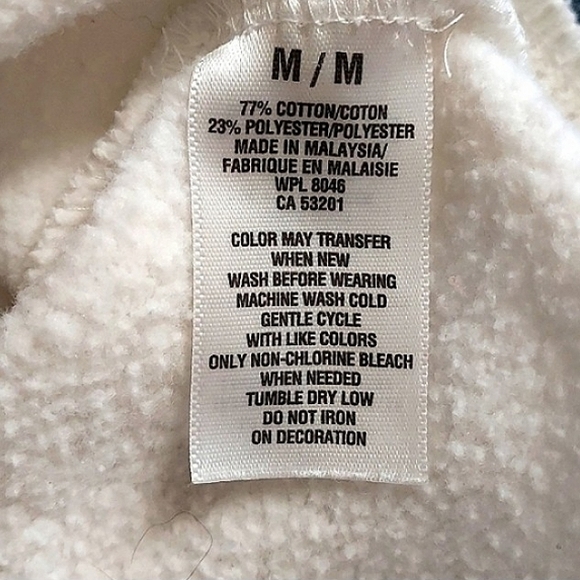 M / M
77% COTTON/COTON
23% POLYESTER/POLYESTER
MADE IN MALAYSIA/
FABRIQUE EN MALAISIE
WPL 8046
CA 53201
COLOR MAY TRANSFER
WHEN NEW
WASH BEFORE WEARING
MACHINE WASH COLD
GENTLE CYCLE
WITH LIKE COLORS
ONLY NON-CHLORINE BLEACH
WHEN NEEDED
TUMBLE DRY LOW
DO NOT IRON
ON DECORATION